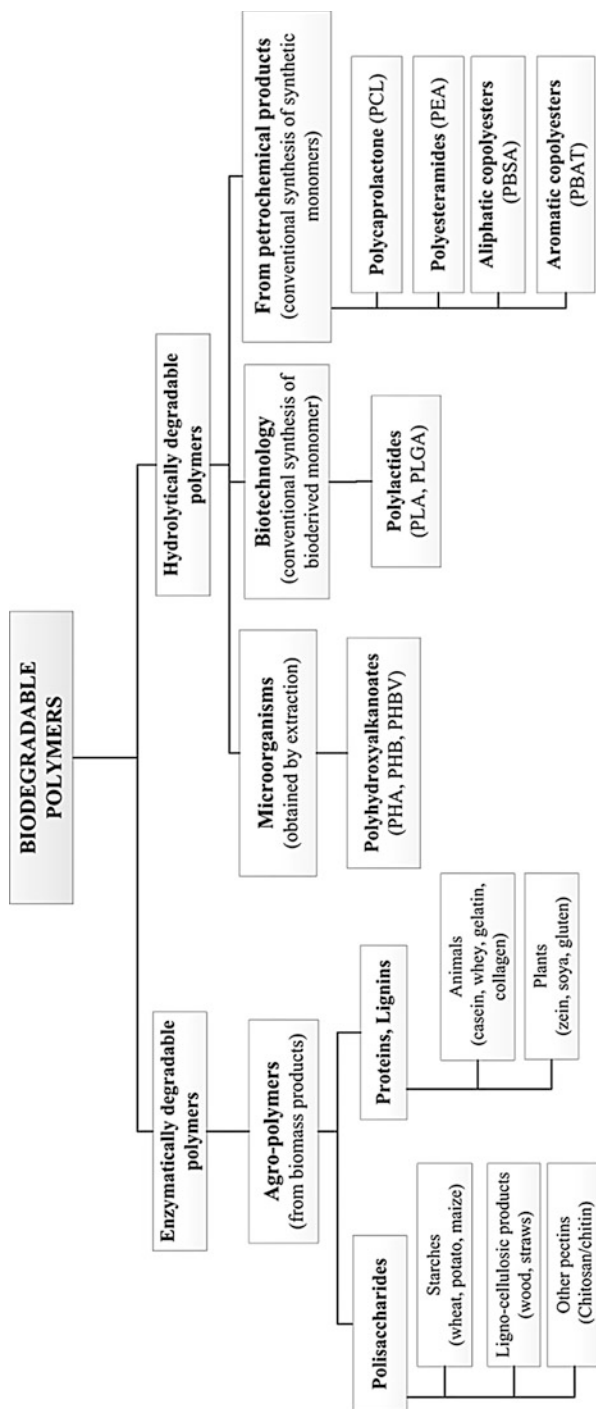 BIODEGRADABLE
POLYMERS
Enzymatically degradable
polymers
Agro-polymers
(from biomass products)
Polisaccharides
Starches
(wheat, potato, maize)
Ligno-cellulosic products
(wood, straws)
Other pectins
(Chitosan/chitin)
Proteins, Lignins
Animals
(casein, whey, gelatin,
collagen)
Plants
(zein, soya, gluten)
Hydrolytically degradable
polymers
Microorganisms
(obtained by extraction)
Polyhydroxyalkanoates
(PHA, PHB, PHBV)
Biotechnology
(conventional synthesis of
bioderived monomer)
Polylactides
(PLA, PLGA)
From petrochemical products
(conventional synthesis of synthetic
monomers)
Polycaprolactone (PCL)
Polyesteramides (PEA)
Aliphatic copolyesters
(PBSA)
Aromatic copolyesters
(PBAT)